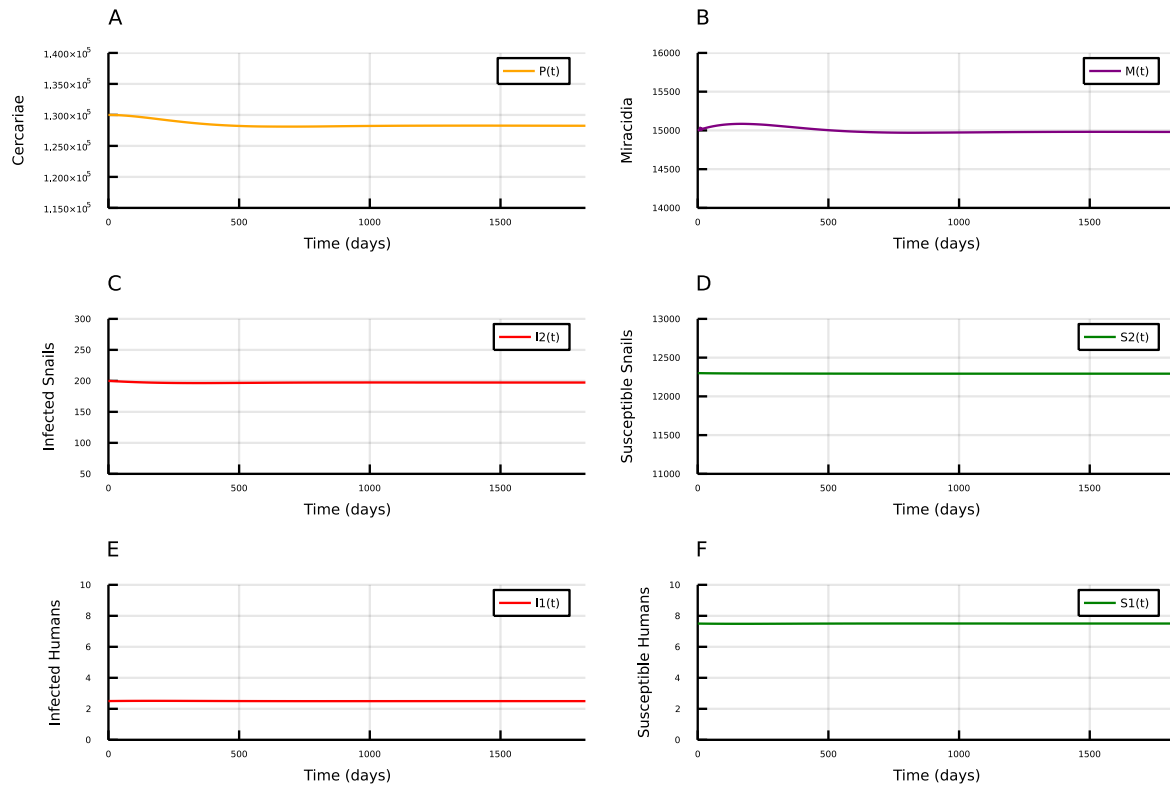 A
1.400×10⁵
1.350×10⁵
1.300×10⁵
1.250×10⁵
1.200×10⁵
1.150×10⁵
Cercariae
P(t)
0 500 1000 1500
Time (days)
B
16000
15500
15000
14500
14000
Miracidia
M(t)
0 500 1000 1500
Time (days)
C
300
250
200
150
100
50
Infected Snails
I2(t)
0 500 1000 1500
Time (days)
D
13000
12500
12000
11500
11000
Susceptible Snails
S2(t)
0 500 1000 1500
Time (days)
E
10
8
6
4
2
0
Infected Humans
I1(t)
0 500 1000 1500
Time (days)
F
10
8
6
4
2
0
Susceptible Humans
S1(t)
0 500 1000 1500
Time (days)